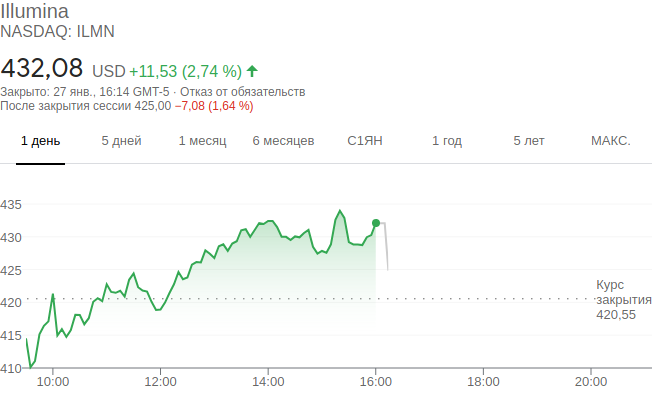 Illumina
NASDAQ: ILMN
432,08 USD +11,53 (2,74 %)
Закрыто: 27 янв., 16:14 GMT-5 · Отказ от обязательств
После закрытия сессии 425,00 −7,08 (1,64 %)
1 день 5 дней 1 месяц 6 месяцев С1ЯН 1 год 5 лет МАКС.
435
430
425
Курс
420 закрытия
420,55
415
410
10:00 12:00 14:00 16:00 18:00 20:00